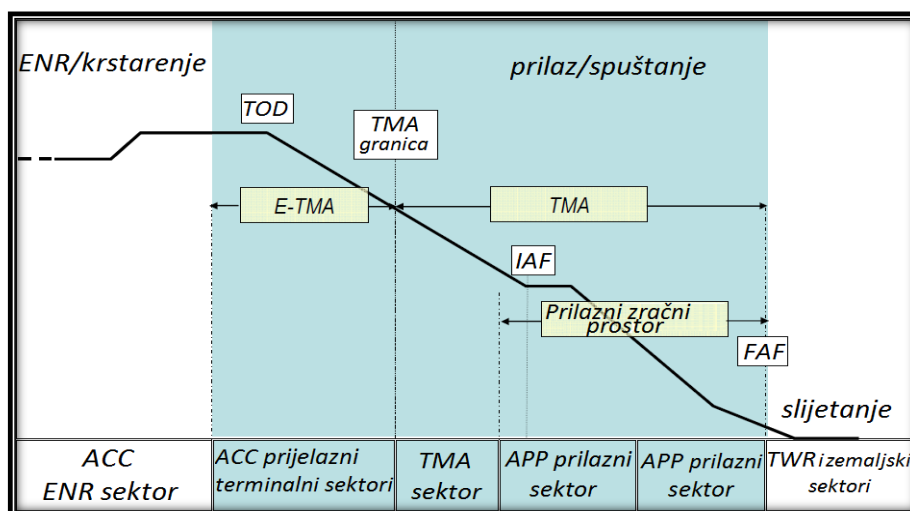 ENR/krstarenje
prilaz/spuštanje
TOD
TMA
granica
E-TMA
TMA
IAF
Prilazni zračni
prostor
FAF
slijetanje
ACC
ENR sektor
ACC prijelazni
terminalni sektori
TMA
sektor
APP prilazni
sektor
APP prilazni
sektor
TWR i zemaljski
sektori